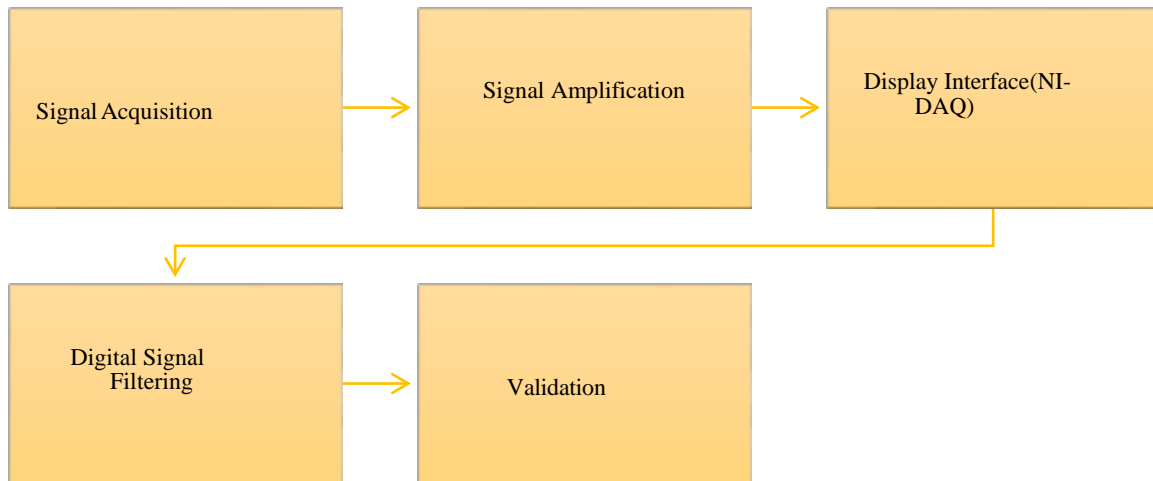 Signal Acquisition
Signal Amplification
Display Interface(NI-
DAQ)
Digital Signal
Filtering
Validation